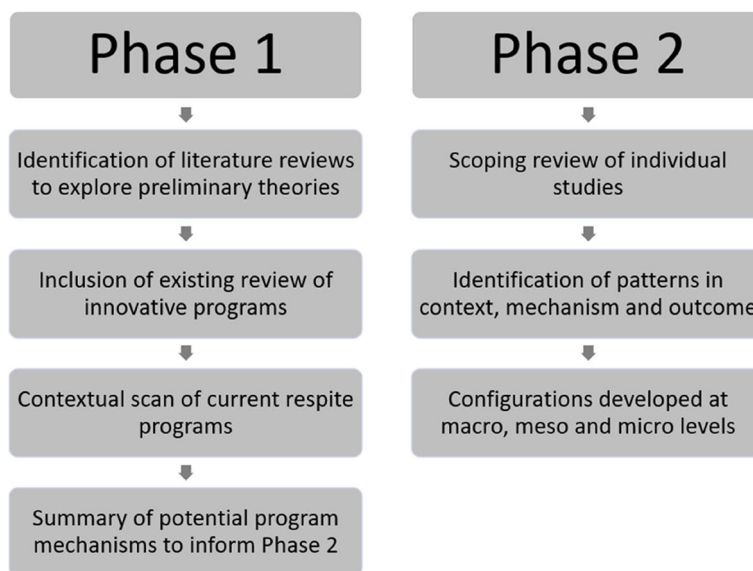 Phase 1
Identification of literature reviews
to explore preliminary theories
Inclusion of existing review of
innovative programs
Contextual scan of current respite
programs
Summary of potential program
mechanisms to inform Phase 2
Phase 2
Scoping review of individual
studies
Identification of patterns in
context, mechanism and outcome
Configurations developed at
macro, meso and micro levels